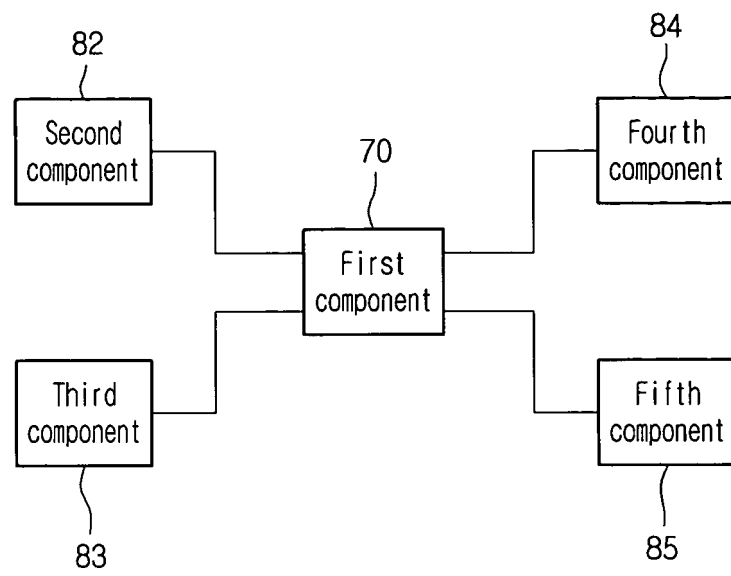 82
Second
component
84
Fourth
component
70
First
component
Third
component
83
Fifth
component
85